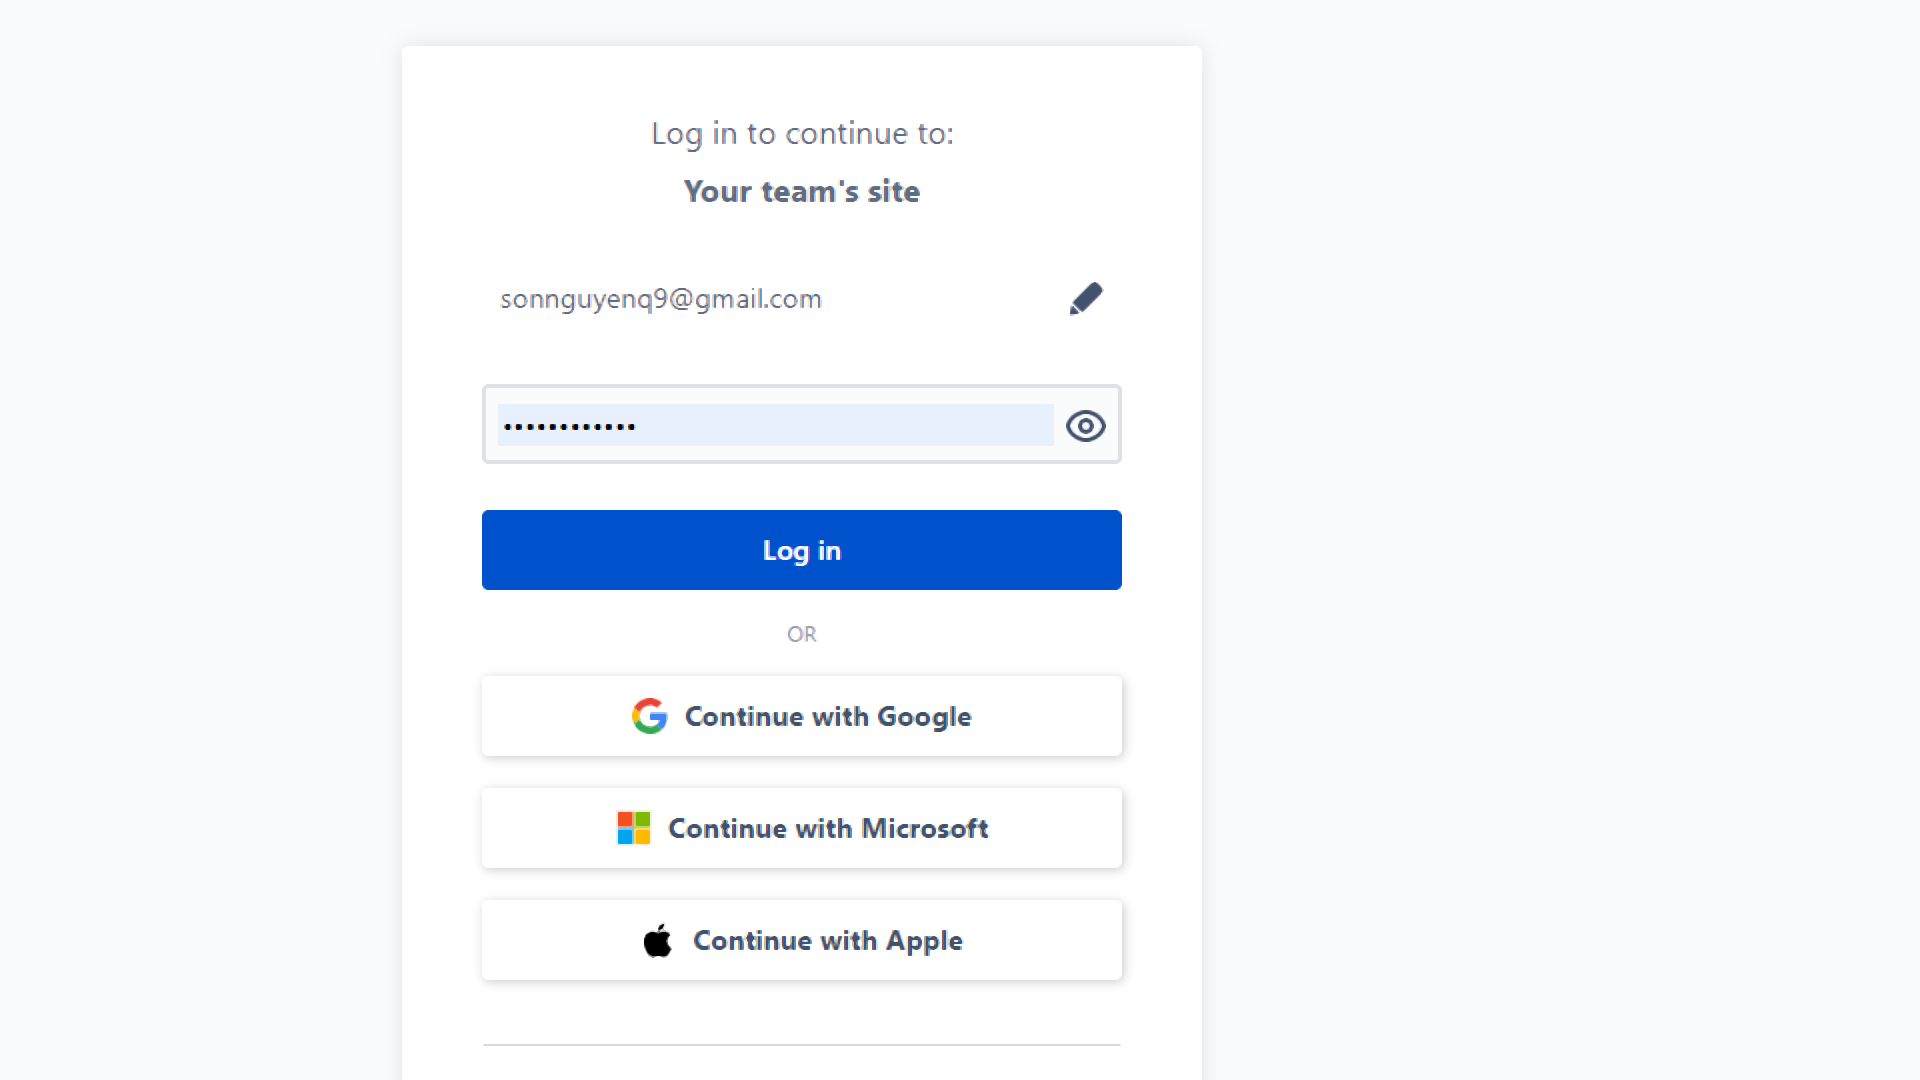 Log in to continue to:
Your team's site
sonnguyenq9@gmail.com
••••••••••••
Log in
OR
Continue with Google
Continue with Microsoft
Continue with Apple